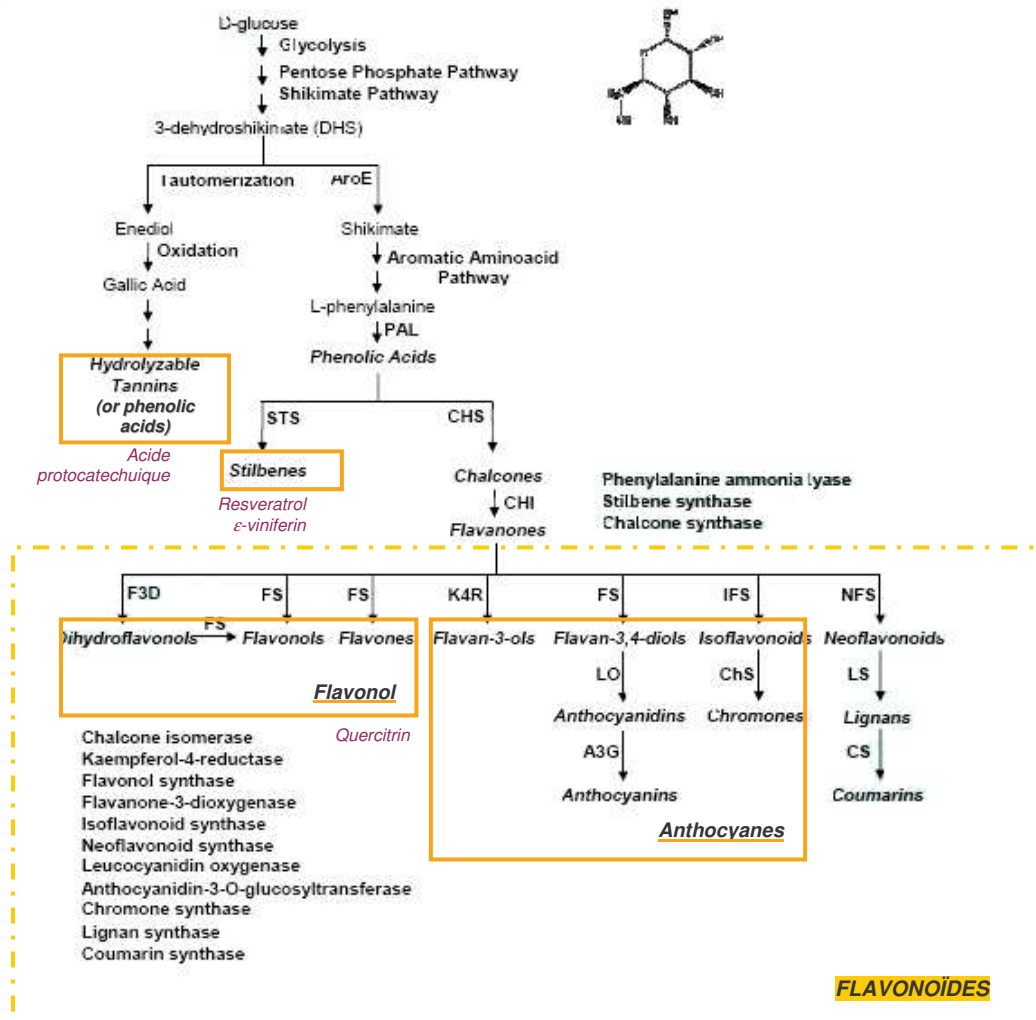 D-glucose
Glycolysis
Pentose Phosphate Pathway
Shikimate Pathway
3-dehydroshikimate (DHS)
Tautomerization
AroE
Enediol
Shikimate
Oxidation
Aromatic Aminoacid
Pathway
Gallic Acid
L-phenylalanine
PAL
Phenolic Acids
Hydrolyzable
Tannins
(or phenolic
acids)
STS
CHS
Acide
protocatechuique
Stilbenes
Chalcones
Resveratrol
ε-viniferin
CHI
Flavanones
Phenylalanine ammonia lyase
Stilbene synthase
Chalcone synthase
F3D
FS
FS
K4R
FS
IFS
NFS
FS
Dihydroflavonols
Flavonols
Flavones
Flavan-3-ols
Flavan-3,4-diols
Isoflavonoids
Neoflavonoids
LO
ChS
LS
Flavonol
Anthocyanidins
Chromones
Lignans
Quercitrin
A3G
CS
Anthocyanins
Coumarins
Anthocyanes
Chalcone isomerase
Kaempferol-4-reductase
Flavonol synthase
Flavanone-3-dioxygenase
Isoflavonoid synthase
Neoflavonoid synthase
Leucocyanidin oxygenase
Anthocyanidin-3-O-glucosyltransferase
Chromone synthase
Lignan synthase
Coumarin synthase
FLAVONOÏDES